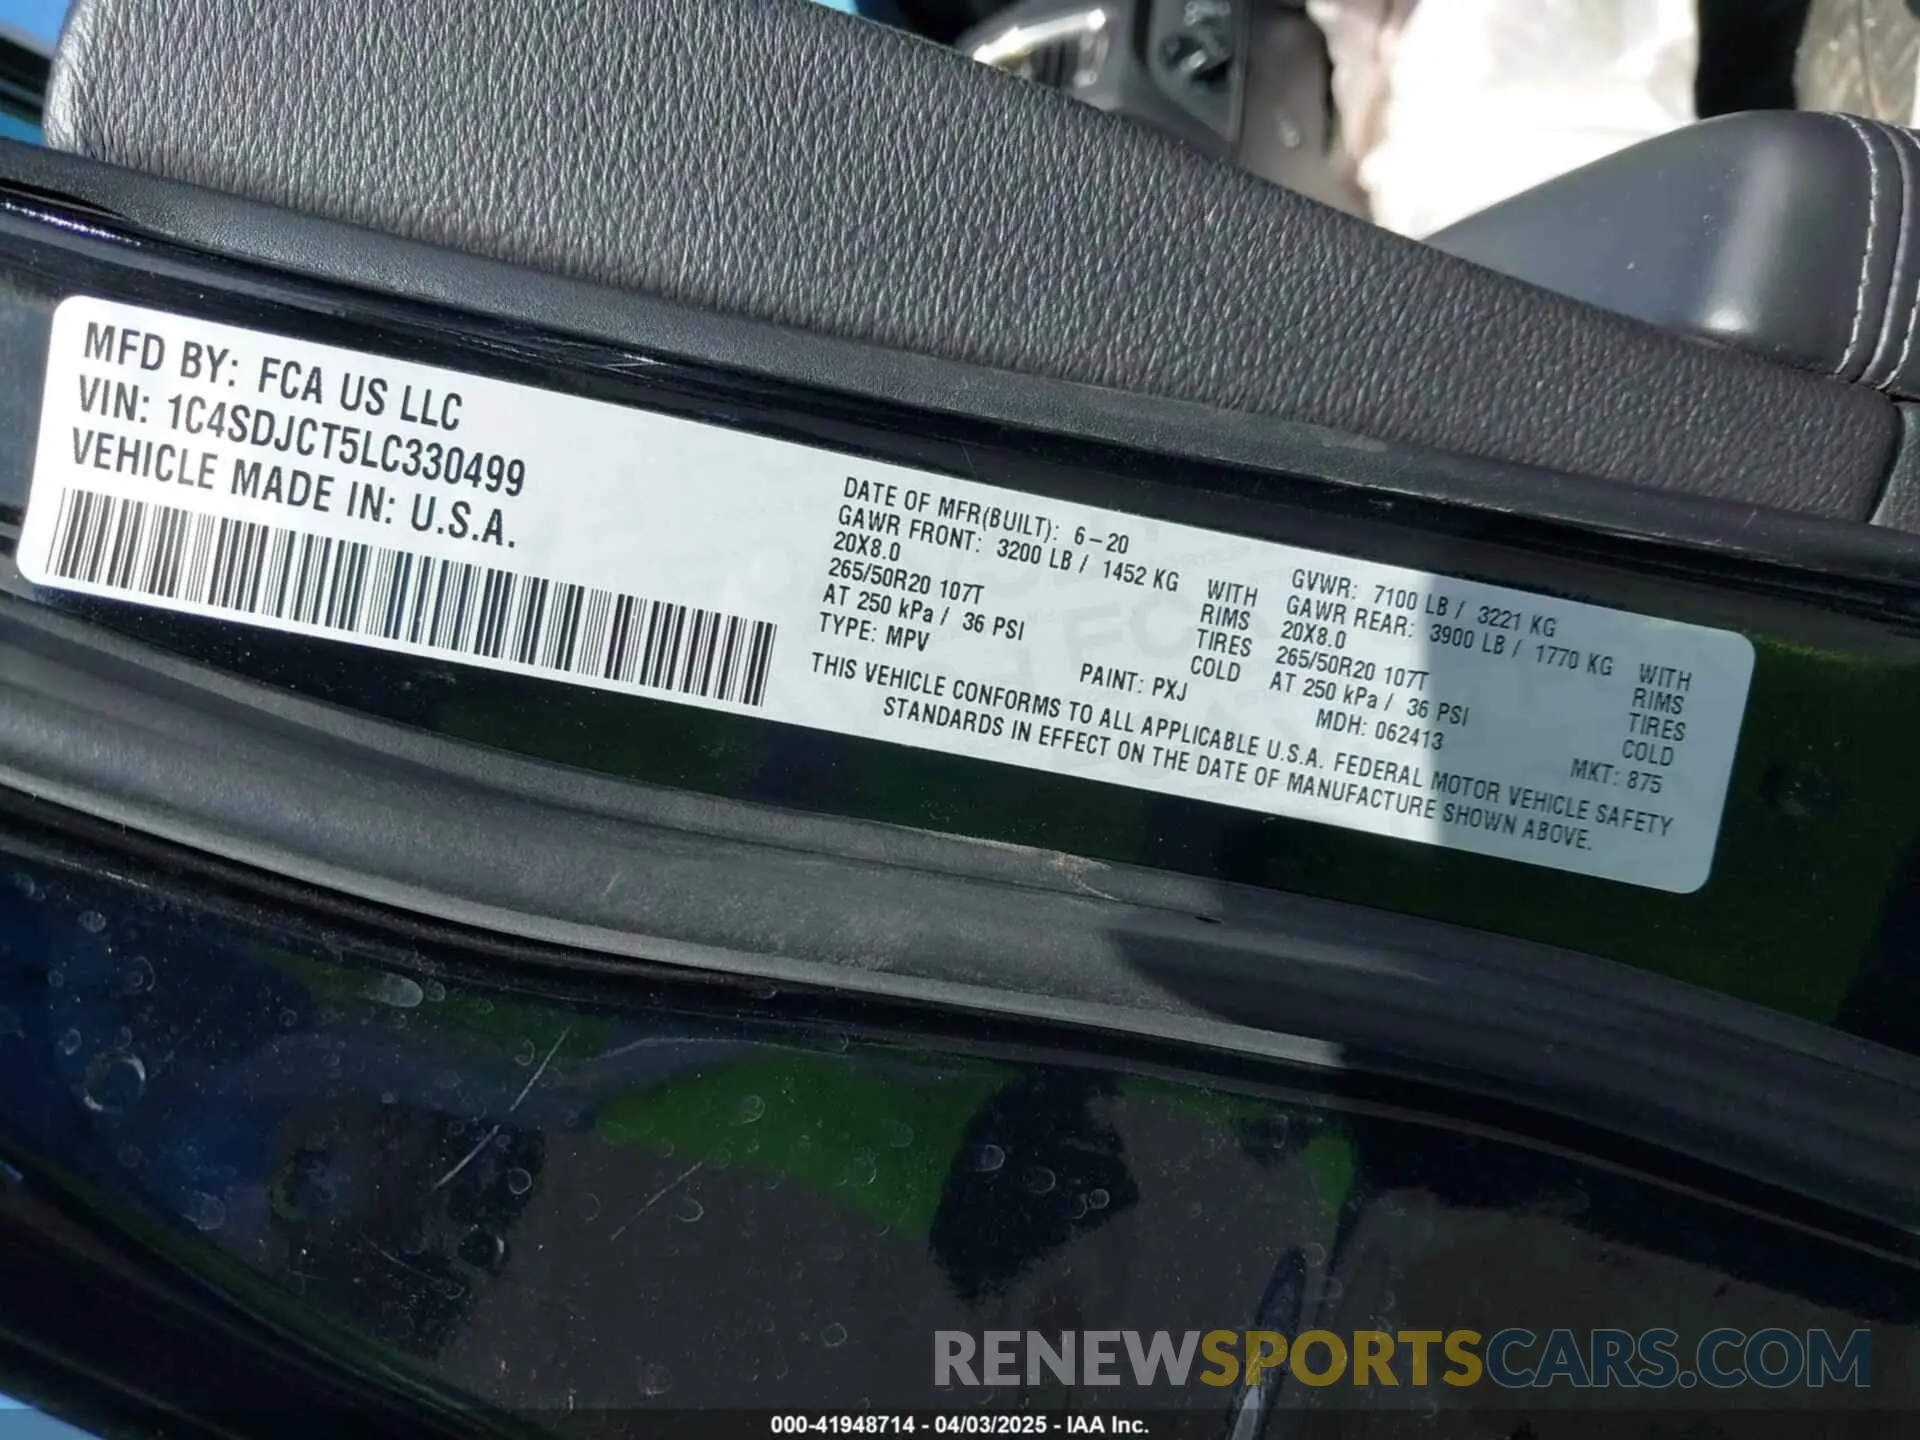 MFD BY: FCA US LLC
VIN: 1C4SDJCT5LC330499
VEHICLE MADE IN: U.S.A.
DATE OF MFR(BUILT): 6-20
GAWR FRONT: 3200 LB / 1452 KG WITH
20X8.0 RIMS
265/50R20 107T TIRES
AT 250 kPa / 36 PSI COLD
TYPE: MPV PAINT: PXJ
GVWR: 7100 LB / 3221 KG
GAWR REAR: 3900 LB / 1770 KG WITH
20X8.0 RIMS
265/50R20 107T TIRES
AT 250 kPa / 36 PSI COLD
MDH: 062413 MKT: 875
THIS VEHICLE CONFORMS TO ALL APPLICABLE U.S.A. FEDERAL MOTOR VEHICLE SAFETY
STANDARDS IN EFFECT ON THE DATE OF MANUFACTURE SHOWN ABOVE.
RENEWSPORTSCARS.COM
000-41948714 - 04/03/2025 - IAA Inc.